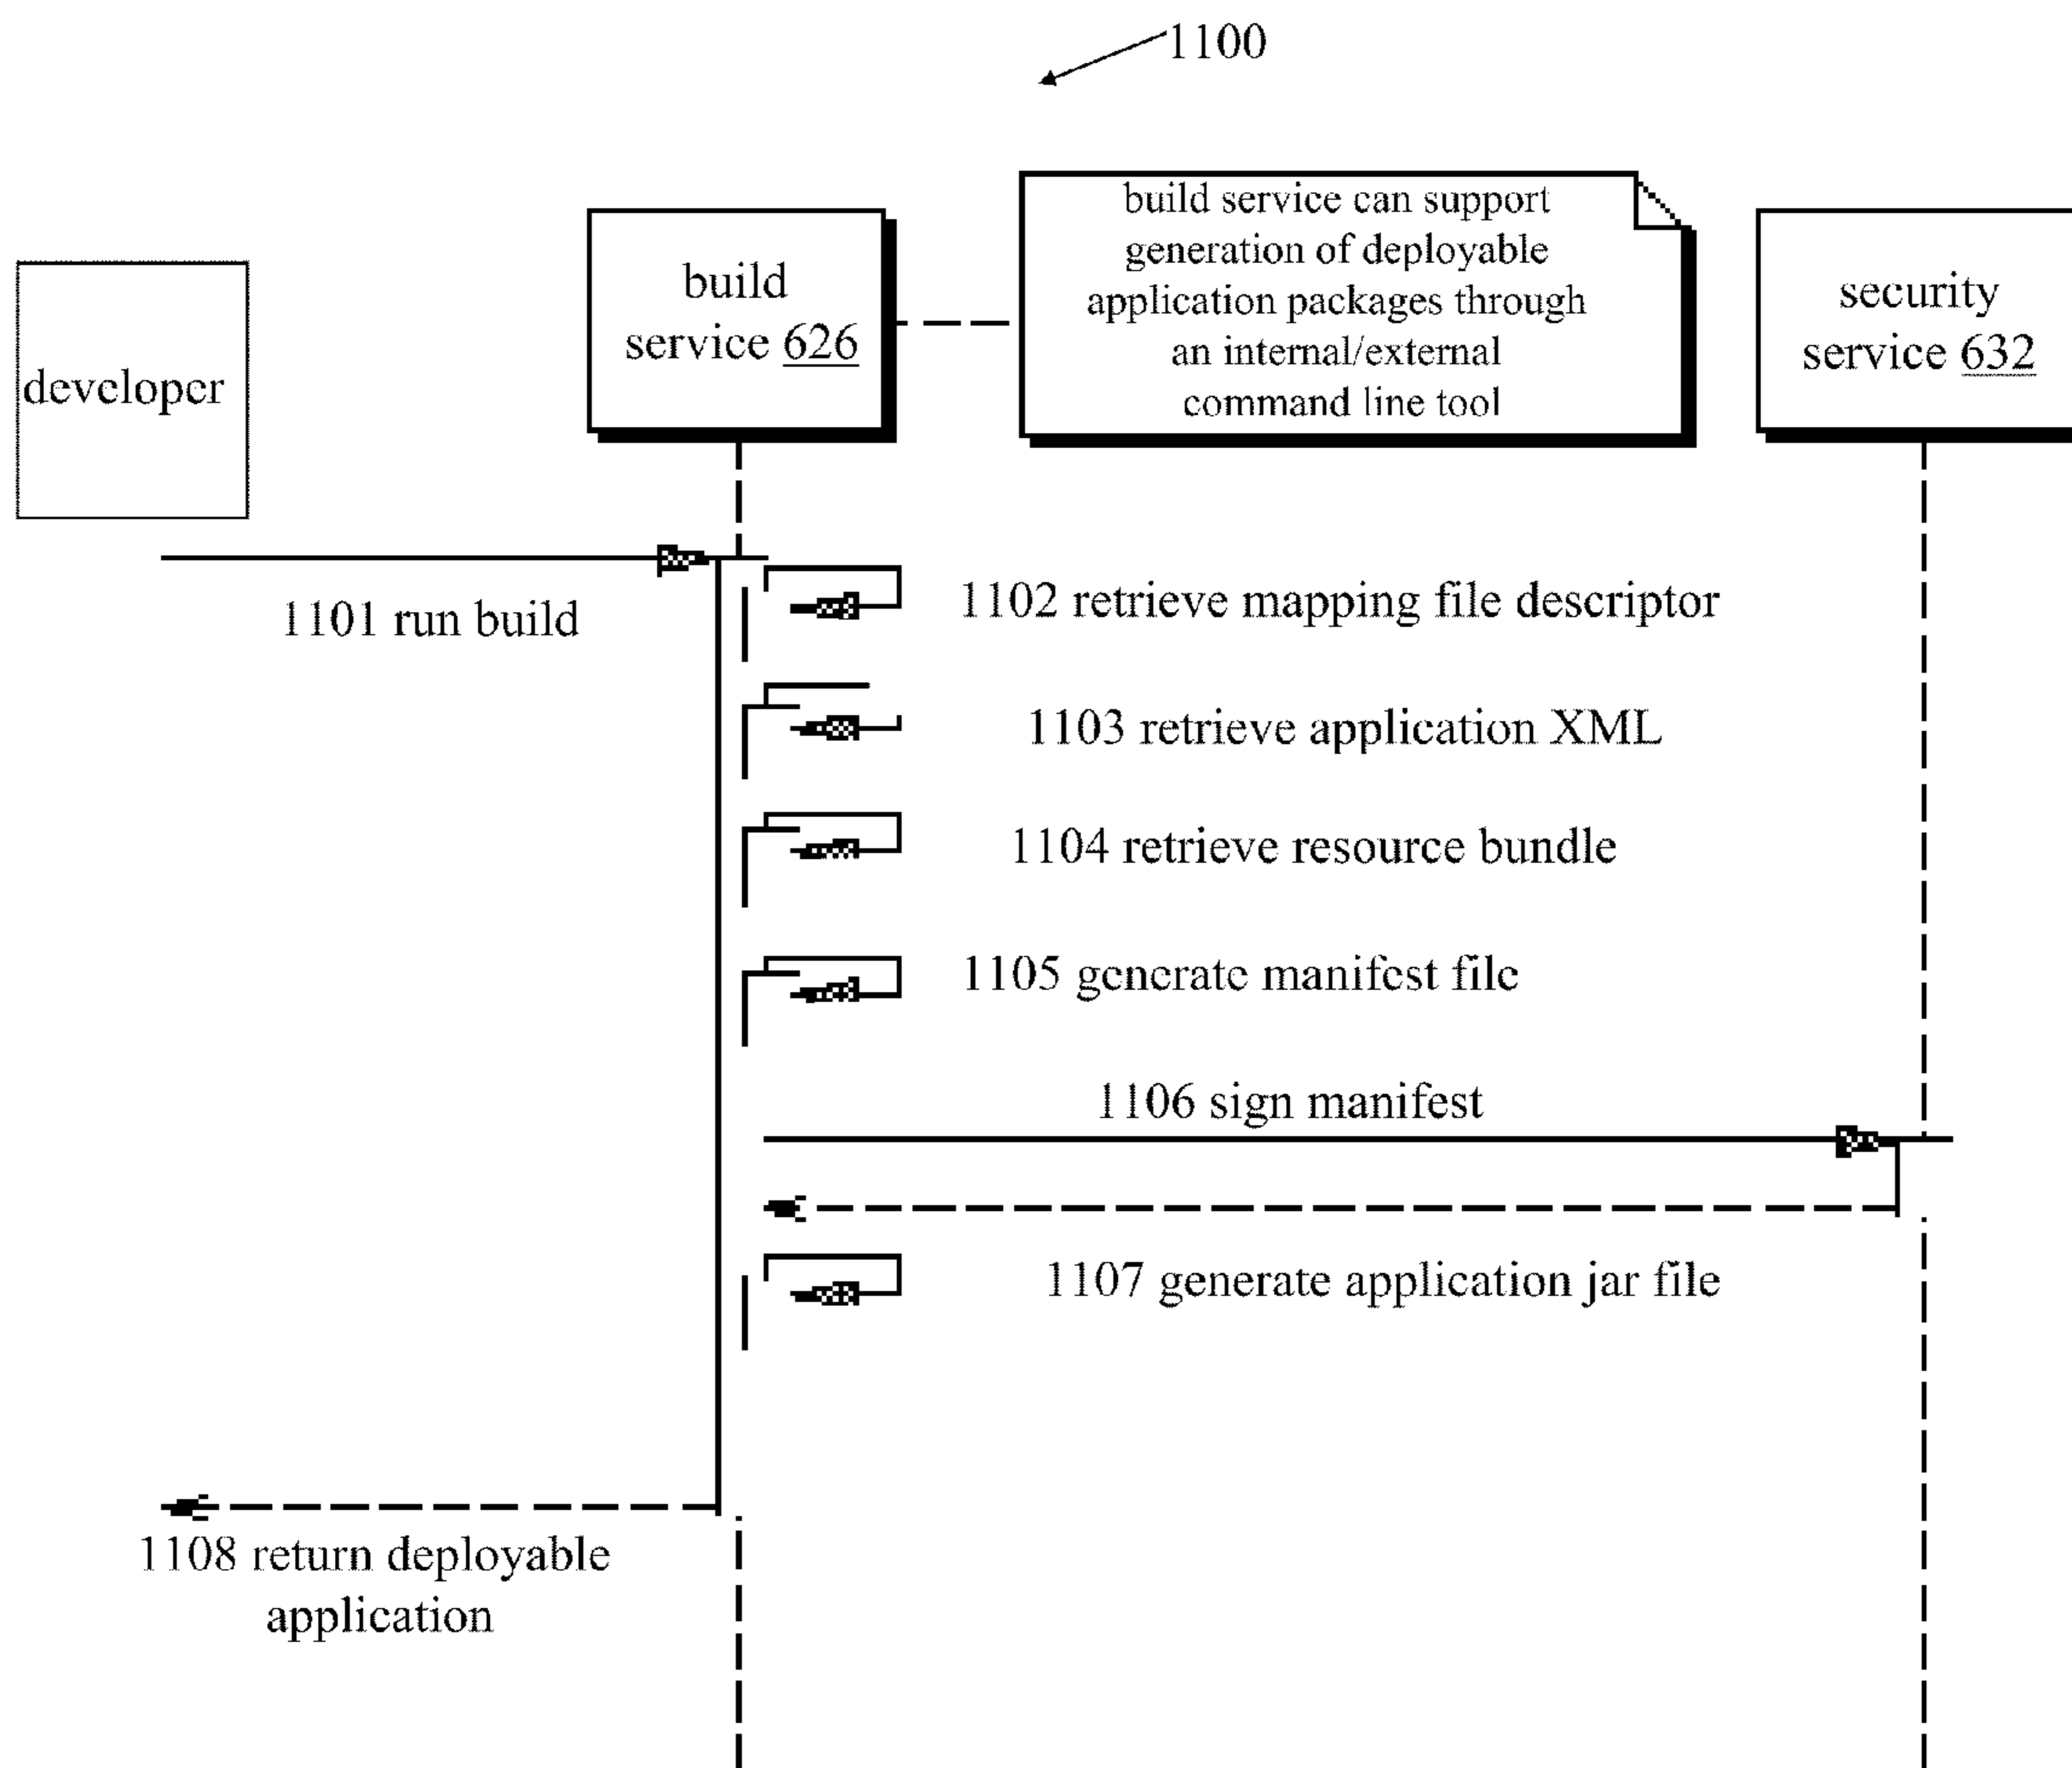 1100
developer
build
service 626
build service can support
generation of deployable
application packages through
an internal/external
command line tool
security
service 632
1101 run build
1102 retrieve mapping file descriptor
1103 retrieve application XML
1104 retrieve resource bundle
1105 generate manifest file
1106 sign manifest
1107 generate application jar file
1108 return deployable
application